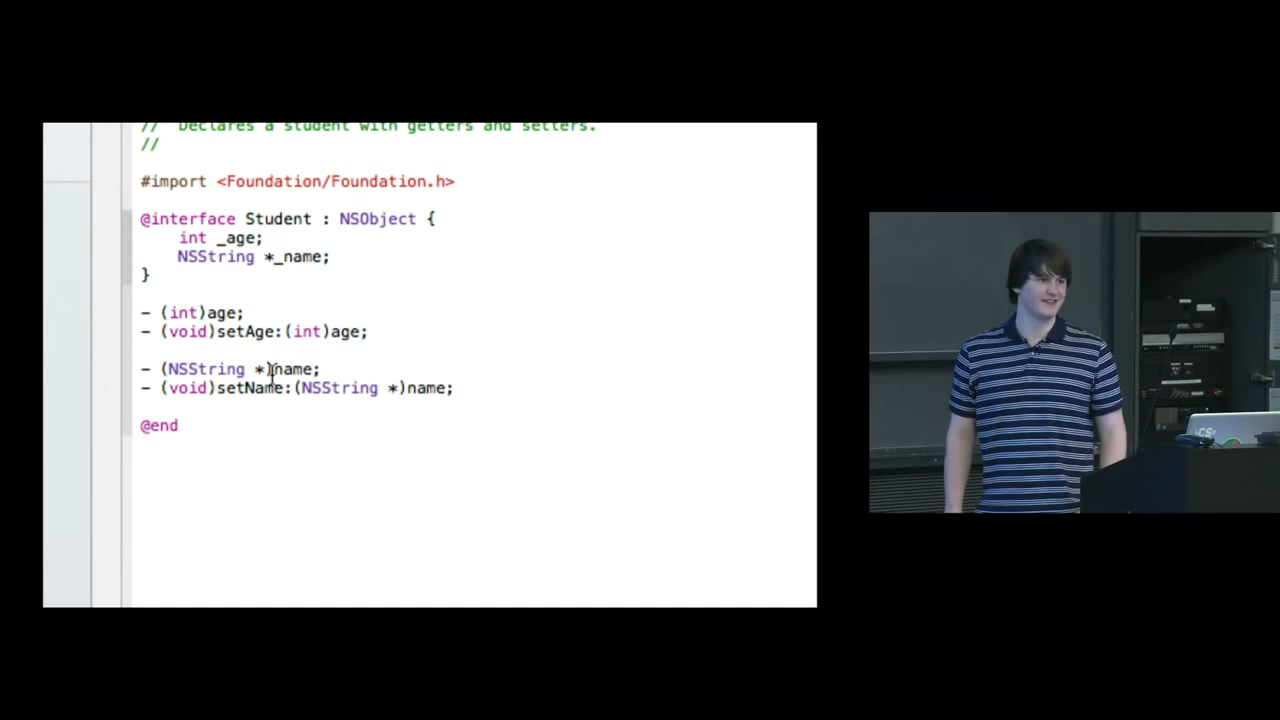 //  Declares a student with getters and setters.
//
#import <Foundation/Foundation.h>
@interface Student : NSObject {
    int _age;
    NSString *_name;
}
- (int)age;
- (void)setAge:(int)age;
- (NSString *)name;
- (void)setName:(NSString *)name;
@end